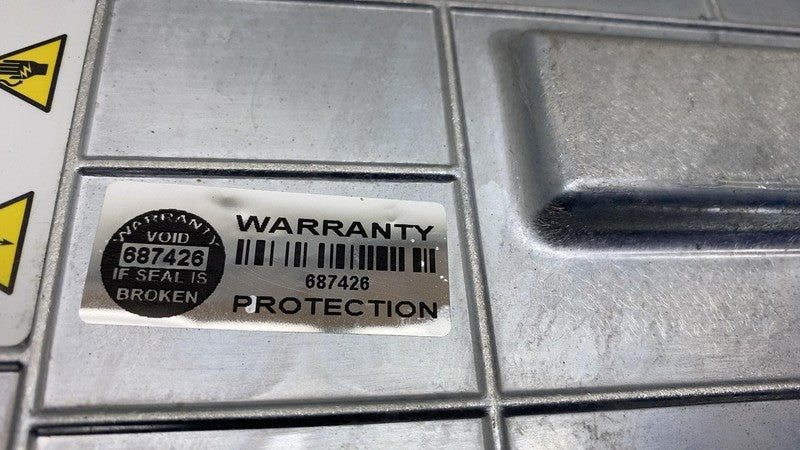 WARRANTY
VOID
687426
IF SEAL IS
BROKEN
WARRANTY
687426
PROTECTION